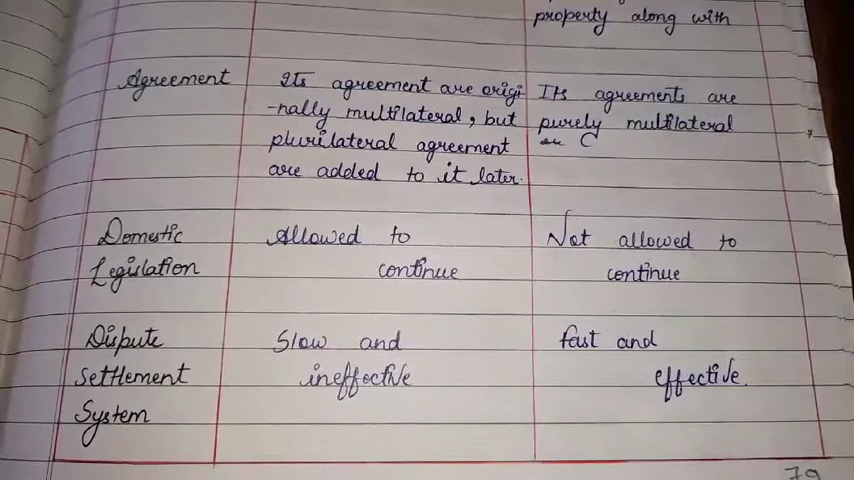 property along with
Agreement
Its agreement are origi
-nally multilateral, but
plurilateral agreement
are added to it later.
Its agreements are
purely multilateral
Domestic
Legislation
Allowed to
continue
Not allowed to
continue
Dispute
Settlement
System
Slow and
ineffective
fast and
effective.
79